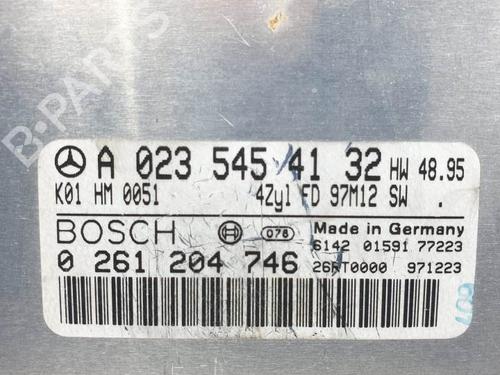 B-PARTS
A 023 545 41 32 HW 48.95
K01 HM 0051 4Zyl FD 97M12 SW .
BOSCH 076 Made in Germany
6142 01591 77223
0 261 204 746 26RT0000 971223